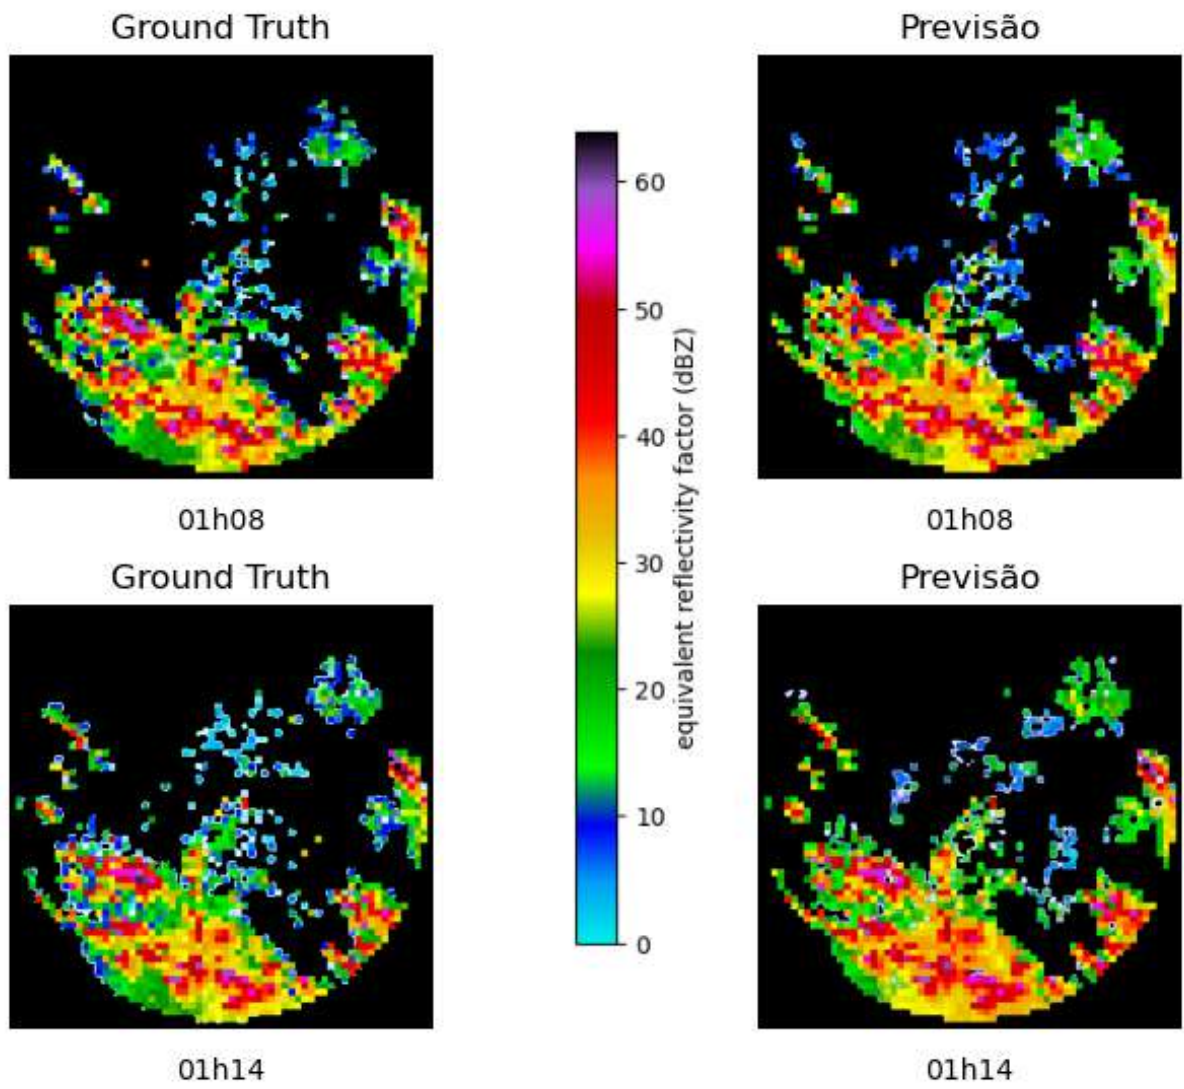 Ground Truth
Previsão
60
50
40
30
20
10
0
equivalent reflectivity factor (dBZ)
01h08
01h08
Ground Truth
Previsão
01h14
01h14